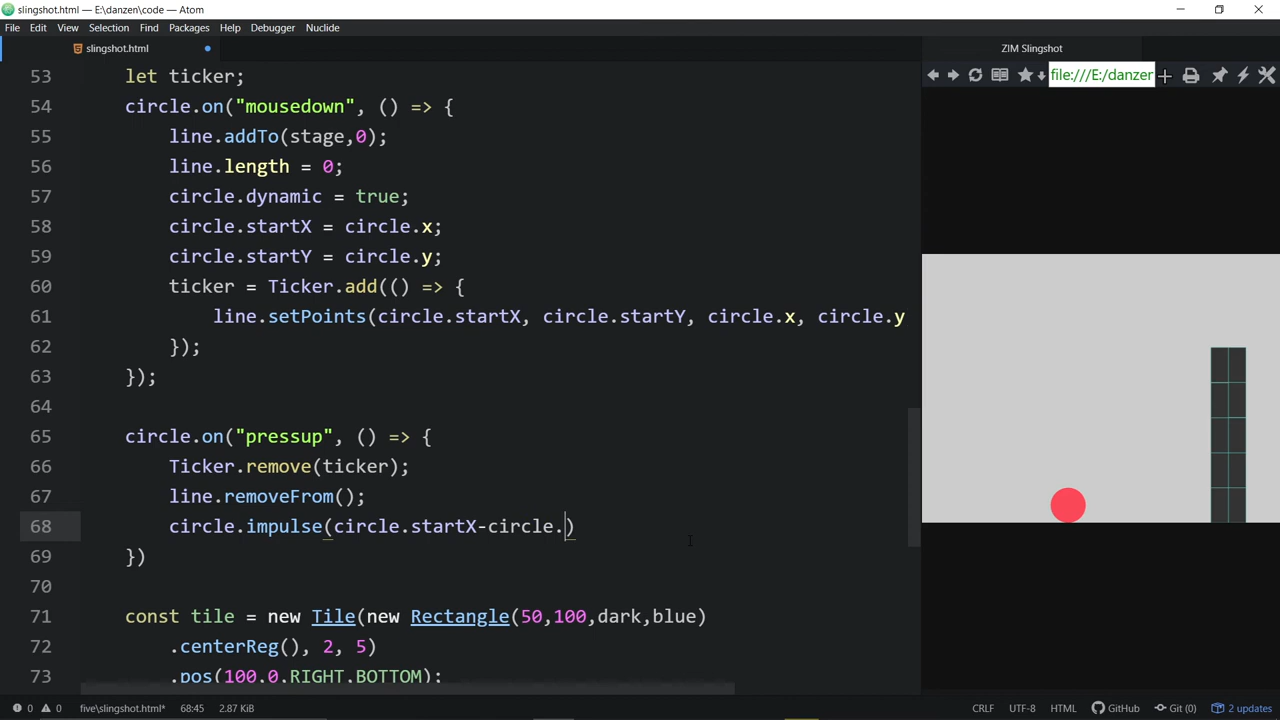 slingshot.html — E:\danzen\code — Atom
File Edit View Selection Find Packages Help Debugger Nuclide
slingshot.html
ZIM Slingshot
file:///E:/danzer
53 let ticker;
54 circle.on("mousedown", () => {
55 line.addTo(stage,0);
56 line.length = 0;
57 circle.dynamic = true;
58 circle.startX = circle.x;
59 circle.startY = circle.y;
60 ticker = Ticker.add(() => {
61 line.setPoints(circle.startX, circle.startY, circle.x, circle.y
62 });
63 });
64
65 circle.on("pressup", () => {
66 Ticker.remove(ticker);
67 line.removeFrom();
68 circle.impulse(circle.startX-circle.)
69 })
70
71 const tile = new Tile(new Rectangle(50,100,dark,blue)
72 .centerReg(), 2, 5)
73 .pos(100,0,RIGHT,BOTTOM);
0 0 five\slingshot.html* 68:45 2.87 KiB CRLF UTF-8 HTML GitHub Git (0) 2 updates